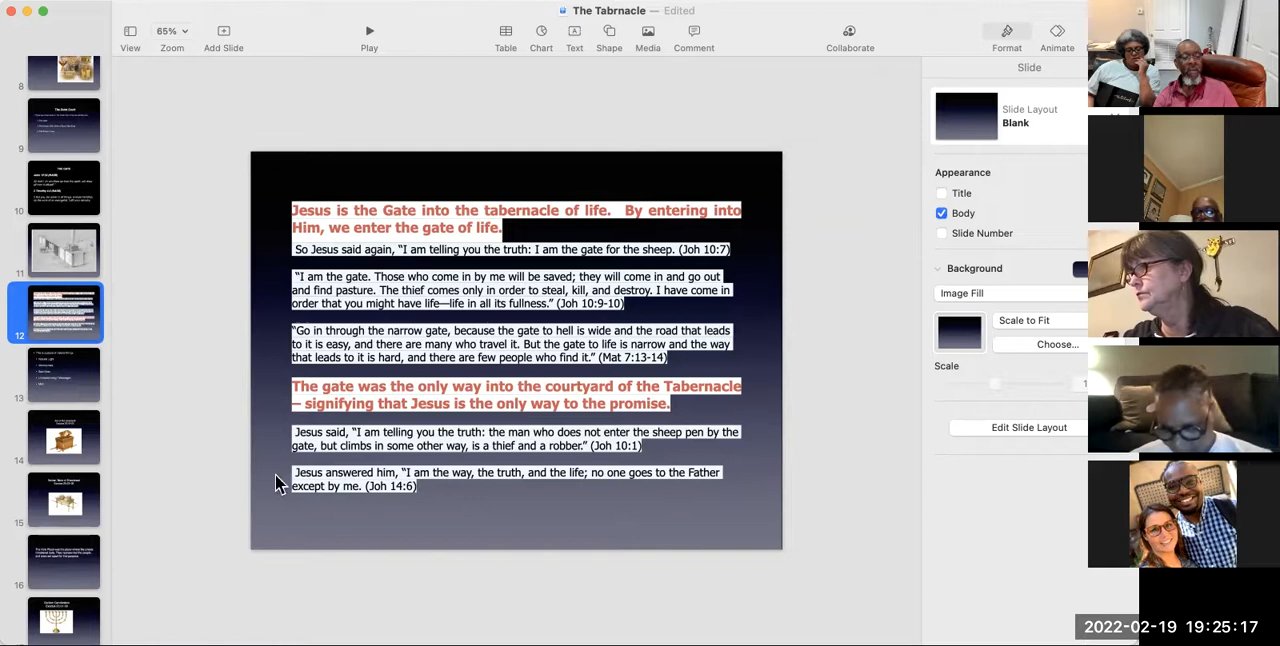 The Tabrnacle — Edited
65%
View
Zoom
Add Slide
Play
Table
Chart
Text
Shape
Media
Comment
Collaborate
Format
Animate
8
9
10
11
12
13
14
15
16
Jesus is the Gate into the tabernacle of life. By entering into
Him, we enter the gate of life.
So Jesus said again, “I am telling you the truth: I am the gate for the sheep. (Joh 10:7)
“I am the gate. Those who come in by me will be saved; they will come in and go out
and find pasture. The thief comes only in order to steal, kill, and destroy. I have come in
order that you might have life—life in all its fullness.” (Joh 10:9-10)
“Go in through the narrow gate, because the gate to hell is wide and the road that leads
to it is easy, and there are many who travel it. But the gate to life is narrow and the way
that leads to it is hard, and there are few people who find it.” (Mat 7:13-14)
The gate was the only way into the courtyard of the Tabernacle
– signifying that Jesus is the only way to the promise.
Jesus said, “I am telling you the truth: the man who does not enter the sheep pen by the
gate, but climbs in some other way, is a thief and a robber.” (Joh 10:1)
Jesus answered him, “I am the way, the truth, and the life; no one goes to the Father
except by me. (Joh 14:6)
Slide
Slide Layout
Blank
Appearance
Title
Body
Slide Number
Background
Image Fill
Scale to Fit
Choose...
Scale
Edit Slide Layout
2022-02-19 19:25:17